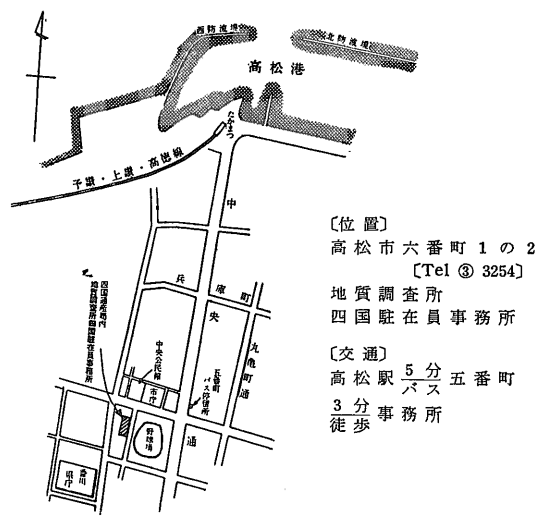 西防波堤
北防波堤
高松港
たかまつ
予讃・土讃・高徳線
中
央
通
兵庫町
丸亀町通
四国通産局内
地質調査所四国駐在員事務所
中央公民館
五番町
バス停留所
市庁
野球場
香川
県庁
〔位置〕
高松市六番町1の2
〔Tel ③ 3254〕
地質調査所
四国駐在員事務所
〔交通〕
高松駅 5分 バス 五番町
3分 徒歩 事務所